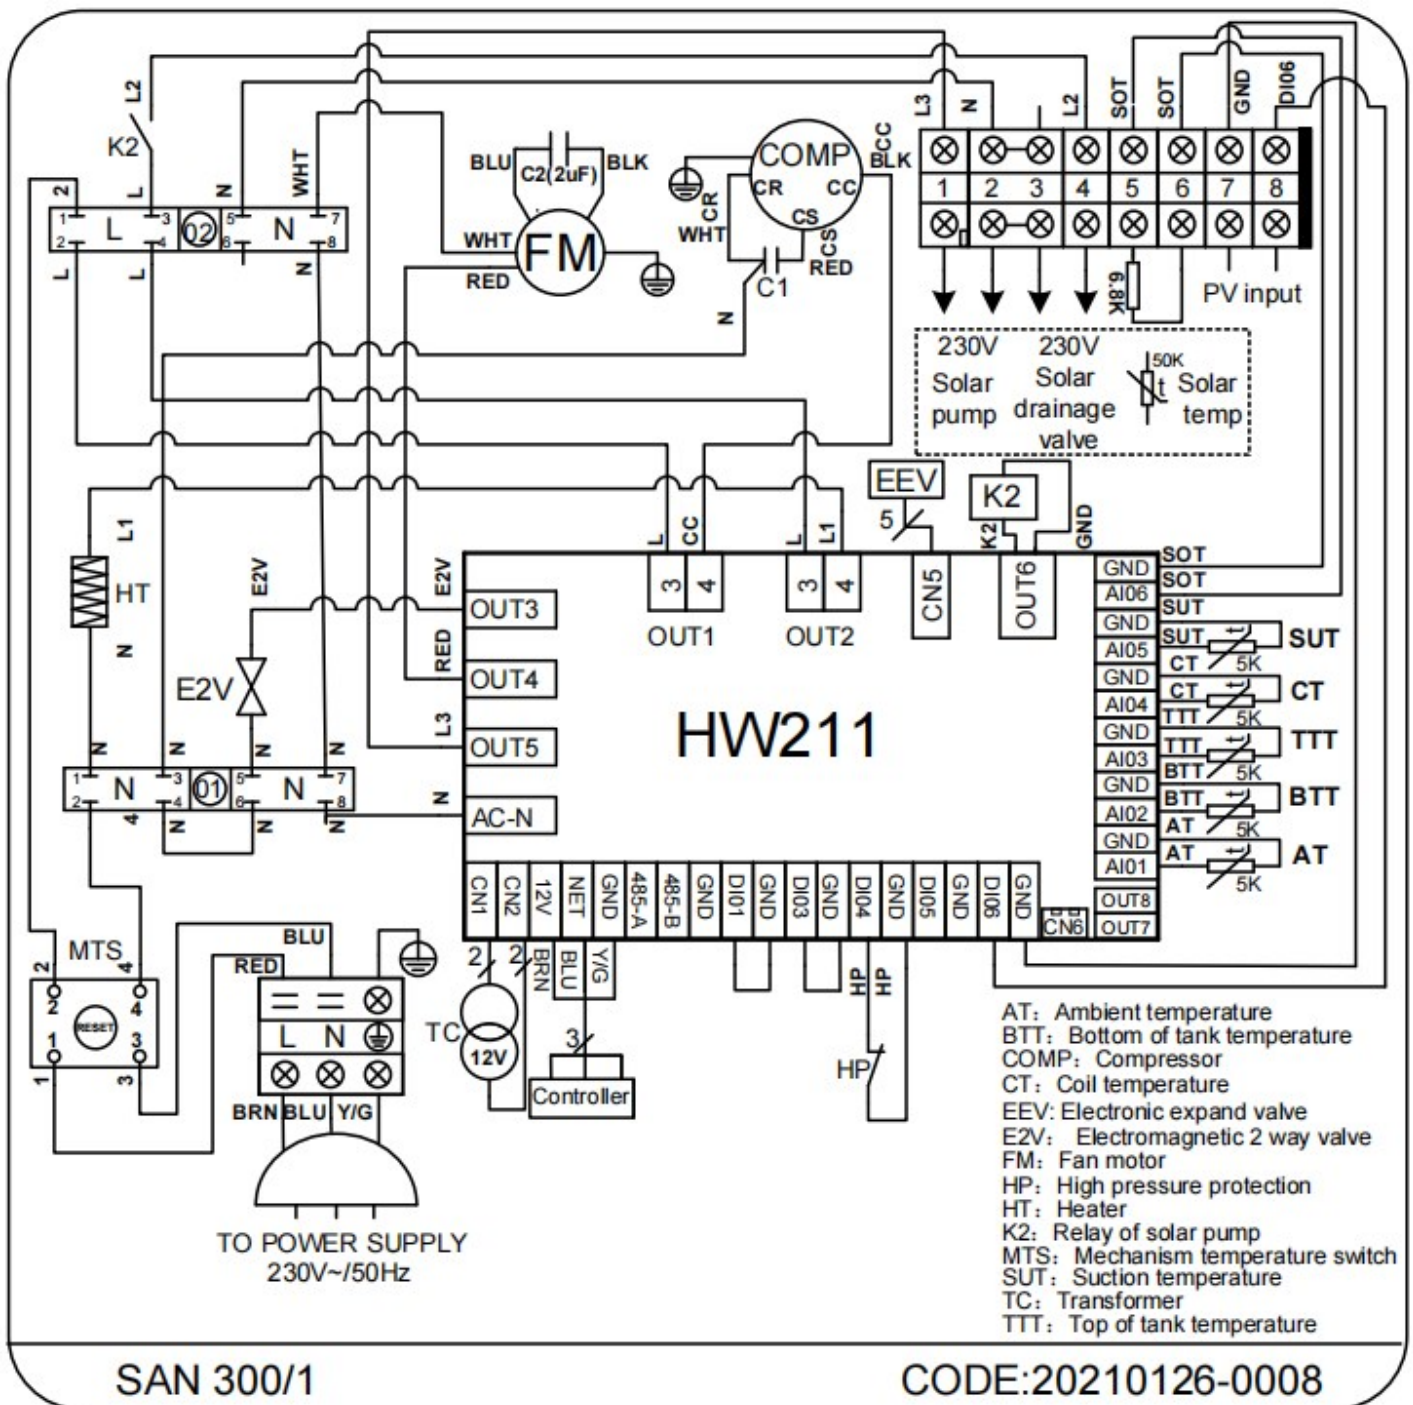 L3 N L2 SOT SOT GND DI06
1 2 3 4 5 6 7 8
6.8K
PV input
230V 230V
Solar pump
Solar drainage valve
50K
t
Solar temp
L2
K2
2 L N WHT
1 3 5 7
L 02 N
2 4 6 8
L L N
BLU C2(2uF) BLK
WHT FM
RED
COMP
CR CC
CS
CC
BLK
CR
WHT
CS
RED
C1
N
L1
HT
N
E2V
E2V
E2V
RED
L3
N
N N N N
1 3 5 7
N 01 N
2 4 6 8
4 N N N
L CC L L1
3 4 3 4
OUT1 OUT2
EEV
5
CN5
K2
K2 GND
OUT6
OUT3
OUT4
OUT5
AC-N
HW211
GND SOT
AI06 SOT
GND SUT
AI05 SUT t 5K SUT
GND CT
AI04 CT t 5K CT
GND TTT
AI03 TTT t 5K TTT
GND BTT
AI02 BTT t 5K BTT
GND AT
AI01 AT t 5K AT
OUT8
OUT7
CN6
CN1 CN2 12V NET GND 485-A 485-B GND DI01 GND DI03 GND DI04 GND DI05 GND DI06 GND
2 2 BRN BLU Y/G
TC
12V
3
Controller
HP HP
HP
MTS
2 4
2 4
RESET
1 3
1 3
BLU
RED
L N
BRN BLU Y/G
TO POWER SUPPLY
230V~/50Hz
AT: Ambient temperature
BTT: Bottom of tank temperature
COMP: Compressor
CT: Coil temperature
EEV: Electronic expand valve
E2V: Electromagnetic 2 way valve
FM: Fan motor
HP: High pressure protection
HT: Heater
K2: Relay of solar pump
MTS: Mechanism temperature switch
SUT: Suction temperature
TC: Transformer
TTT: Top of tank temperature
SAN 300/1
CODE:20210126-0008